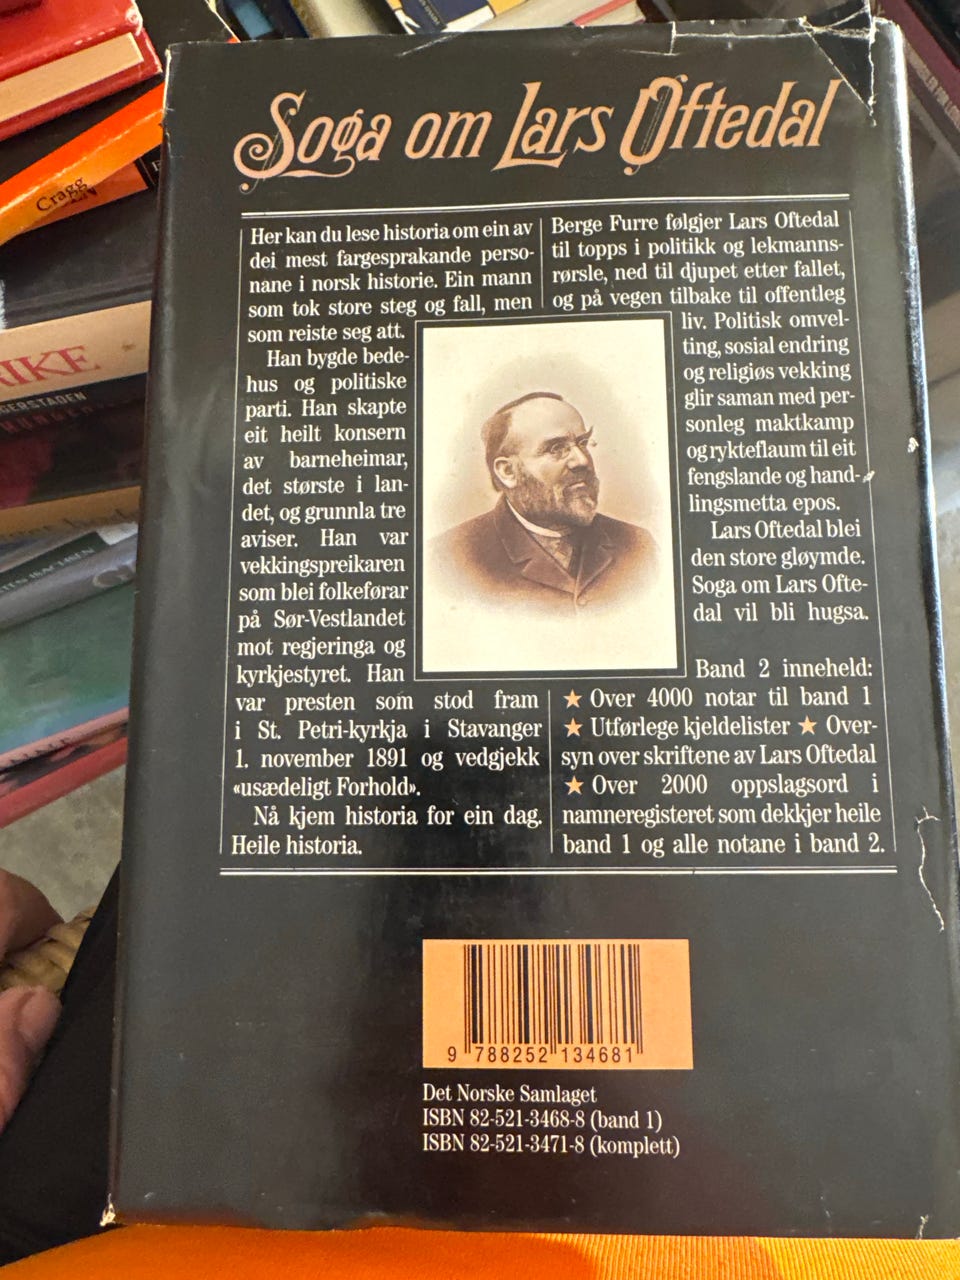 Soga om Lars Oftedal
Her kan du lese historia om ein av
dei mest fargesprakande perso-
nane i norsk historie. Ein mann
som tok store steg og fall, men
som reiste seg att.
Han bygde bede-
hus og politiske
parti. Han skapte
eit heilt konsern
av barneheimar,
det største i lan-
det, og grunnla tre
aviser. Han var
vekkingspreikaren
som blei folkeførar
på Sør-Vestlandet
mot regjeringa og
kyrkjestyret. Han
var presten som stod fram
i St. Petri-kyrkja i Stavanger
1. november 1891 og vedgjekk
«usædeligt Forhold».
Nå kjem historia for ein dag.
Heile historia.
Berge Furre følgjer Lars Oftedal
til topps i politikk og lekmanns-
rørsle, ned til djupet etter fallet,
og på vegen tilbake til offentleg
liv. Politisk omvel-
ting, sosial endring
og religiøs vekking
glir saman med per-
sonleg maktkamp
og rykteflaum til eit
fengslande og hand-
lingsmetta epos.
Lars Oftedal blei
den store gløymde.
Soga om Lars Ofte-
dal vil bli hugsa.
Band 2 inneheld:
★ Over 4000 notar til band 1
★ Utførlege kjeldelister ★ Over-
syn over skriftene av Lars Oftedal
★ Over 2000 oppslagsord i
namneregisteret som dekkjer heile
band 1 og alle notane i band 2.
9 788252 134681
Det Norske Samlaget
ISBN 82-521-3468-8 (band 1)
ISBN 82-521-3471-8 (komplett)
Cragg